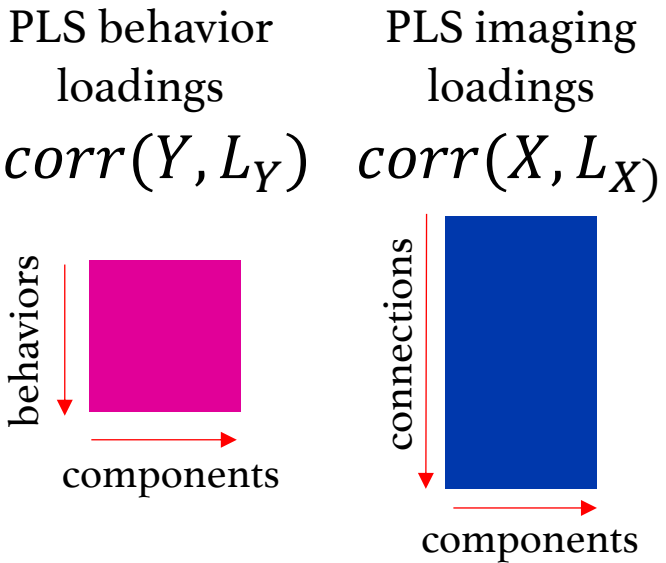 PLS behavior
loadings
corr(Y, L_Y)
behaviors
components
PLS imaging
loadings
corr(X, L_X)
connections
components